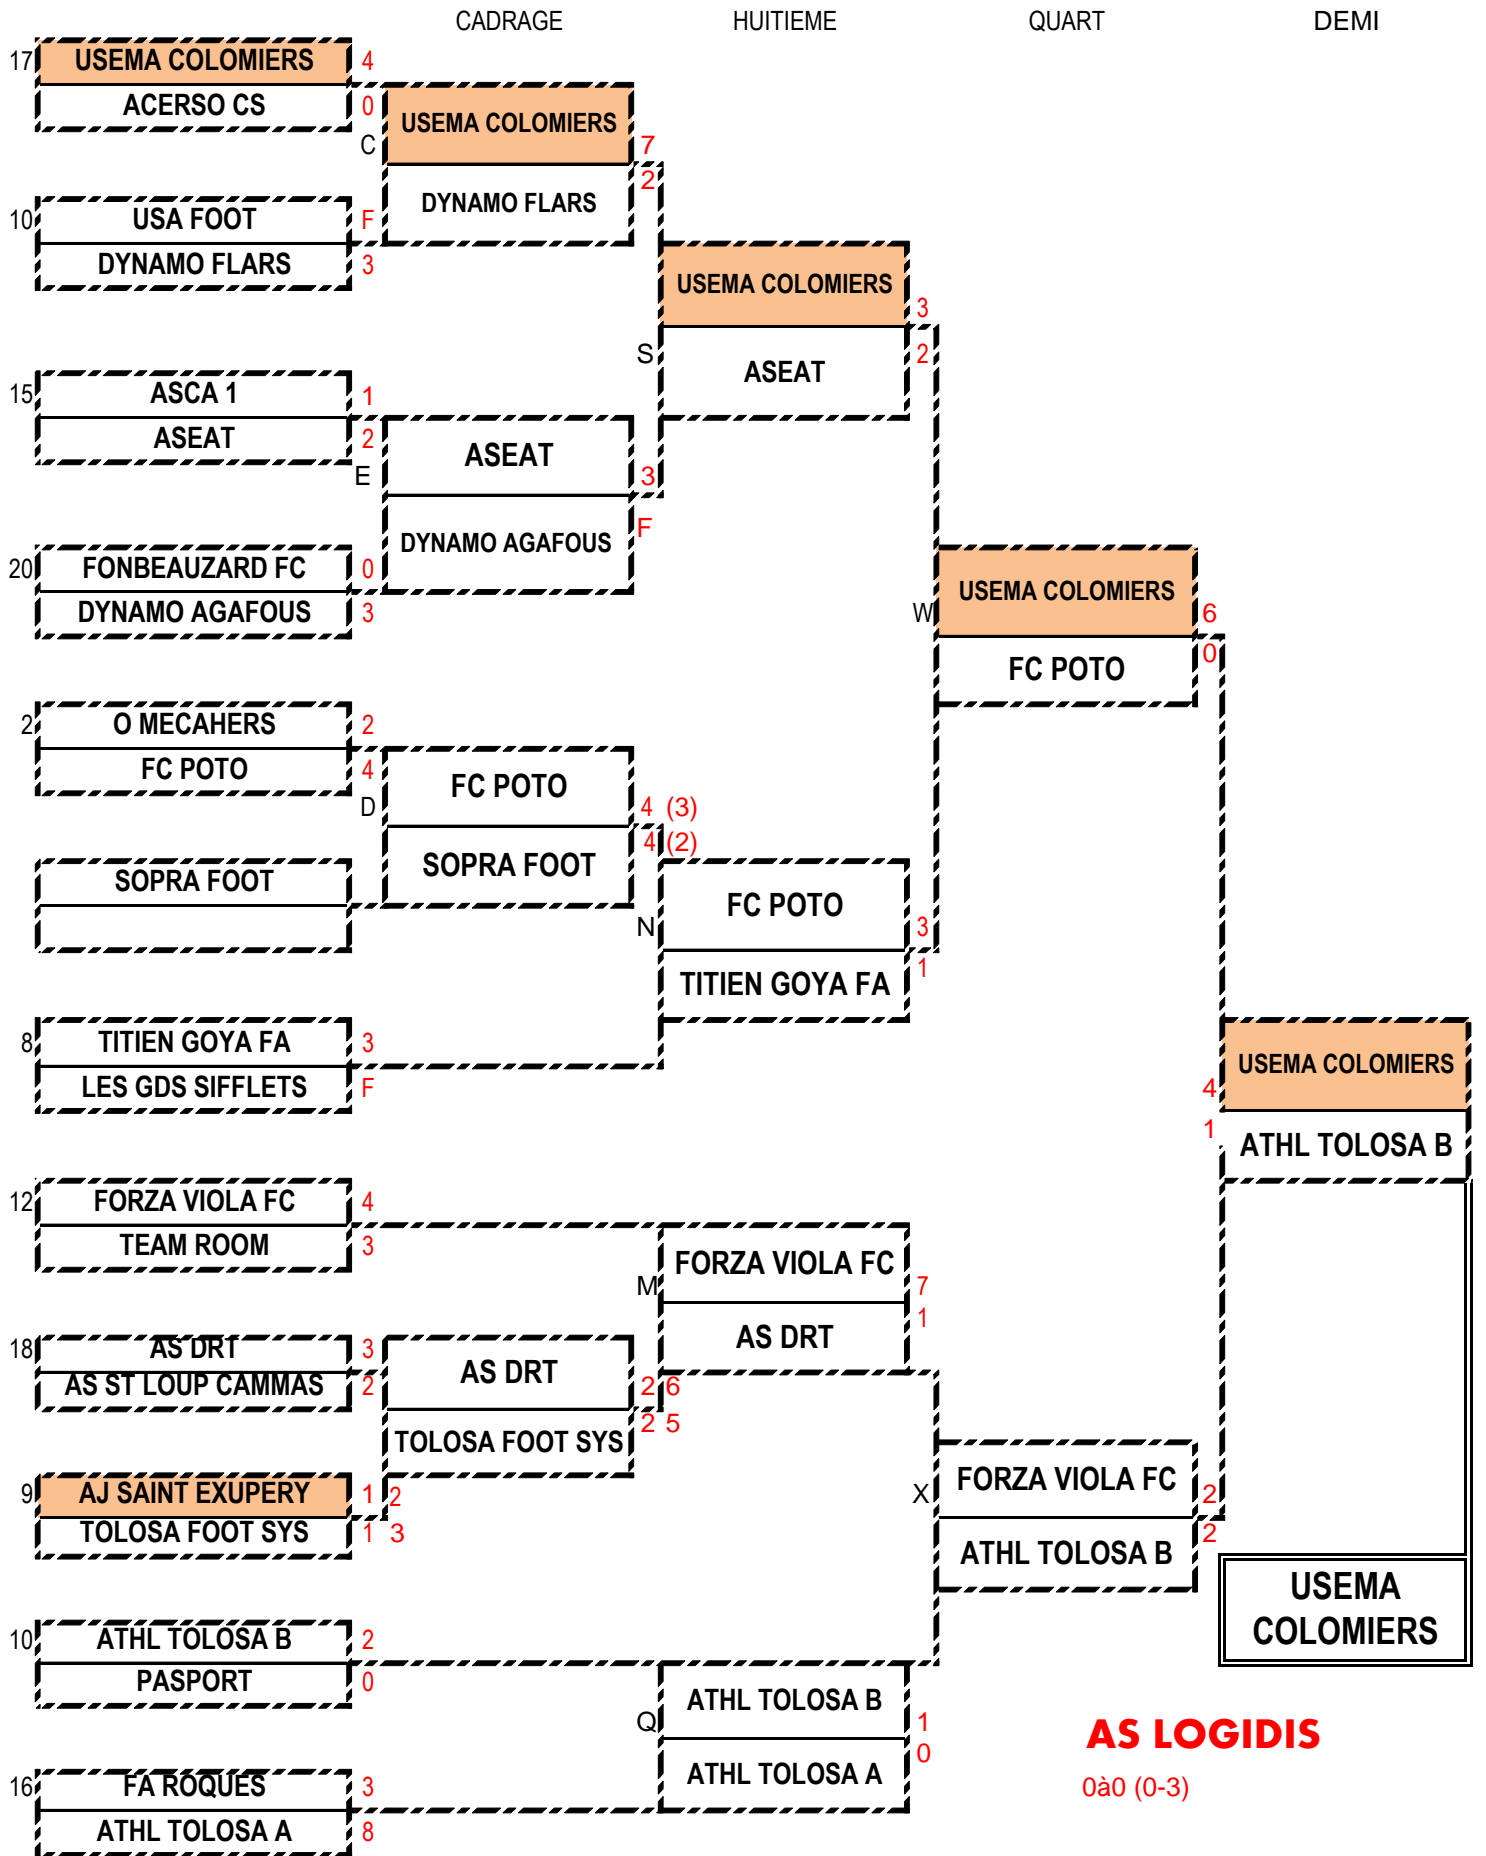 CADRAGE HUITIEME QUART DEMI
17 USEMA COLOMIERS 4
ACERSO CS 0
C USEMA COLOMIERS 7
DYNAMO FLARS 2
10 USA FOOT F
DYNAMO FLARS 3
USEMA COLOMIERS 3
S ASEAT 2
15 ASCA 1 1
ASEAT 2
E ASEAT 3
DYNAMO AGAFOUS F
20 FONBEAUZARD FC 0
DYNAMO AGAFOUS 3
W USEMA COLOMIERS 6
FC POTO 0
2 O MECAHERS 2
FC POTO 4
D FC POTO 4 (3)
SOPRA FOOT 4 (2)
SOPRA FOOT
N FC POTO 3
TITIEN GOYA FA 1
8 TITIEN GOYA FA 3
LES GDS SIFFLETS F
4 USEMA COLOMIERS
1 ATHL TOLOSA B
12 FORZA VIOLA FC 4
TEAM ROOM 3
M FORZA VIOLA FC 7
AS DRT 1
18 AS DRT 3
AS ST LOUP CAMMAS 2
AS DRT 2 6
TOLOSA FOOT SYS 2 5
9 AJ SAINT EXUPERY 1 2
TOLOSA FOOT SYS 1 3
X FORZA VIOLA FC 2
ATHL TOLOSA B 2
USEMA
COLOMIERS
10 ATHL TOLOSA B 2
PASPORT 0
Q ATHL TOLOSA B 1
ATHL TOLOSA A 0
AS LOGIDIS
0à0 (0-3)
16 FA ROQUES 3
ATHL TOLOSA A 8